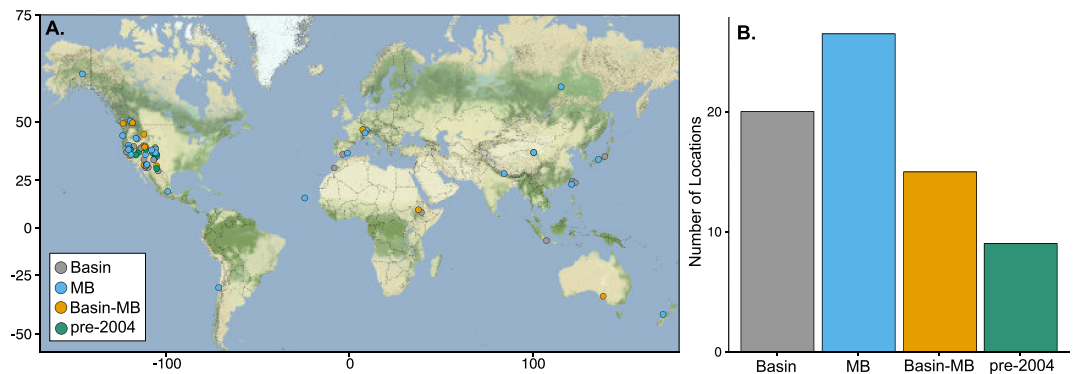 A.
75
50
25
0
-25
-50
-100
0
100
Basin
MB
Basin-MB
pre-2004
B.
Number of Locations
20
10
0
Basin
MB
Basin-MB
pre-2004